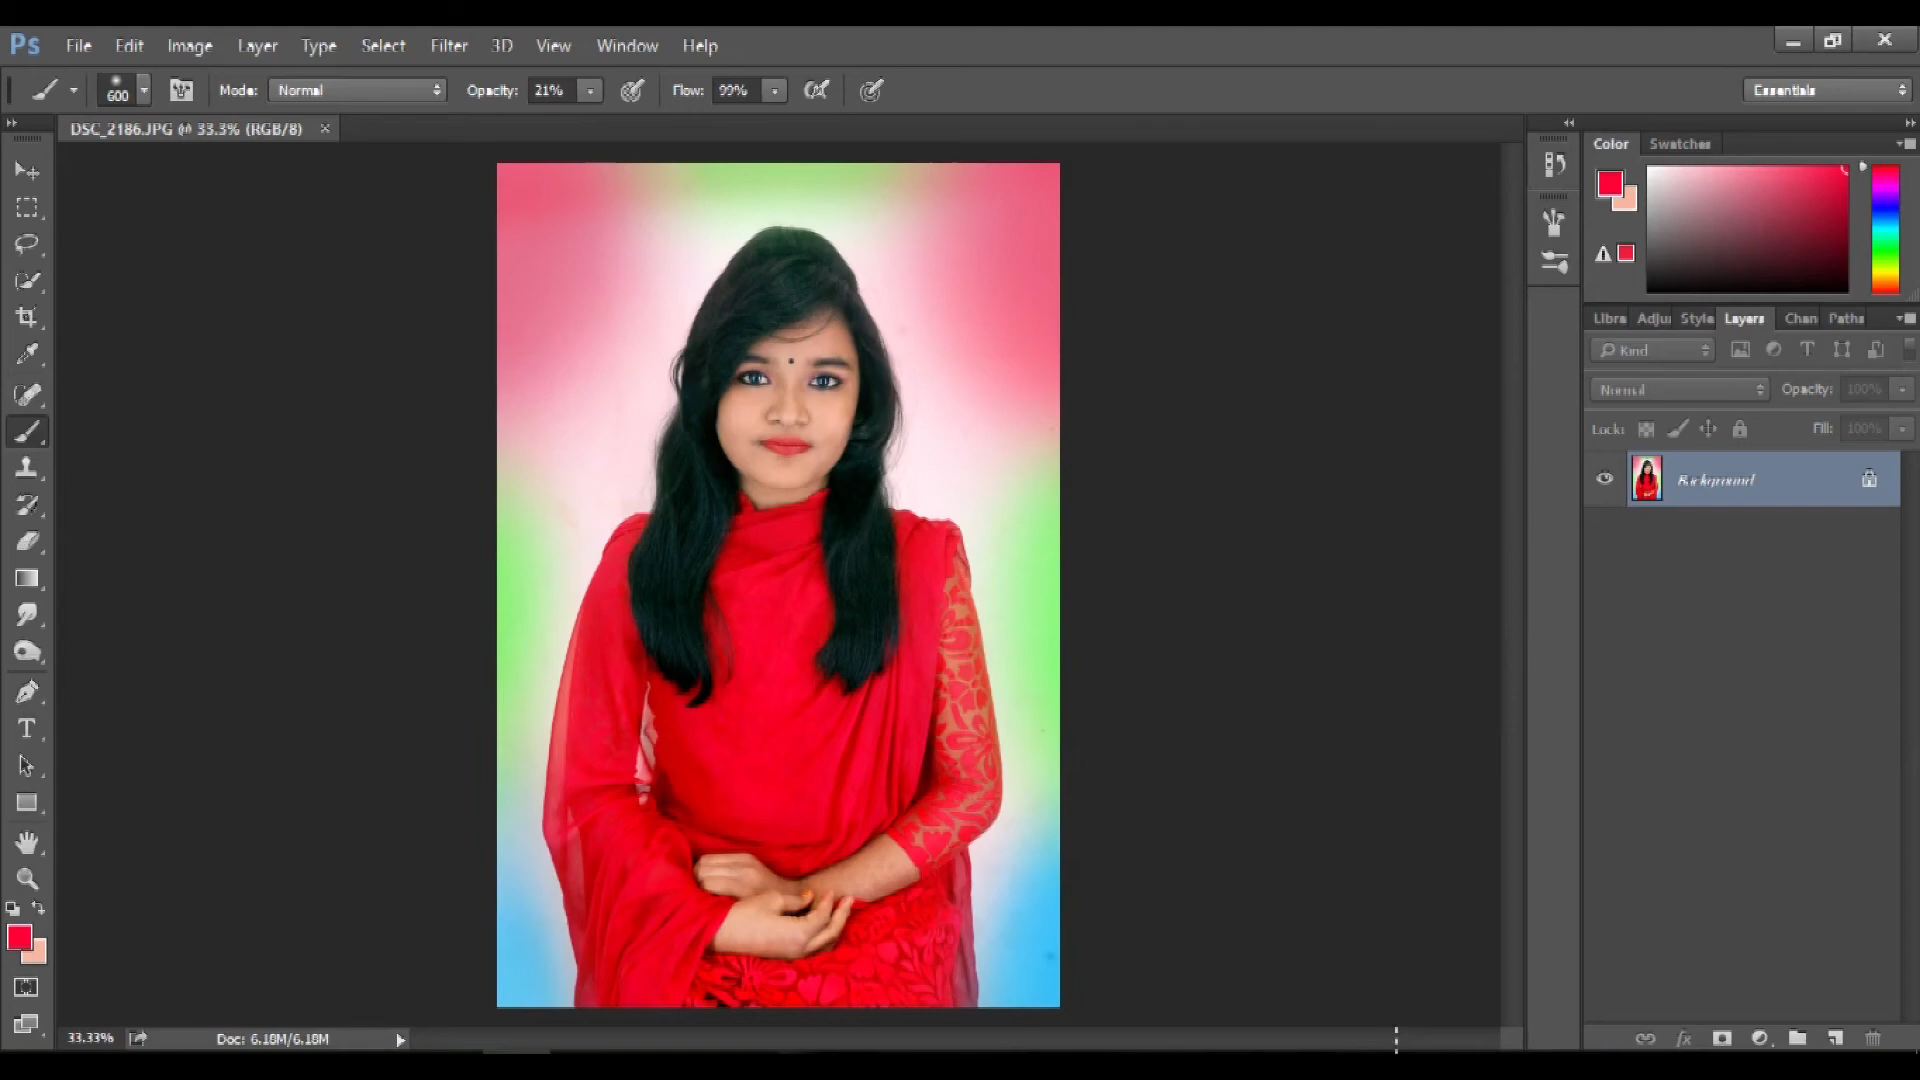 Ps File Edit Image Layer Type Select Filter 3D View Window Help
600 Mode: Normal Opacity: 21% Flow: 99% Essentials
DSC_2186.JPG @ 33.3% (RGB/8)
Color Swatches
Libra Adju Style Layers Chan Paths
Kind
Normal Opacity: 100%
Lock: Fill: 100%
Background
33.33% Doc: 6.18M/6.18M